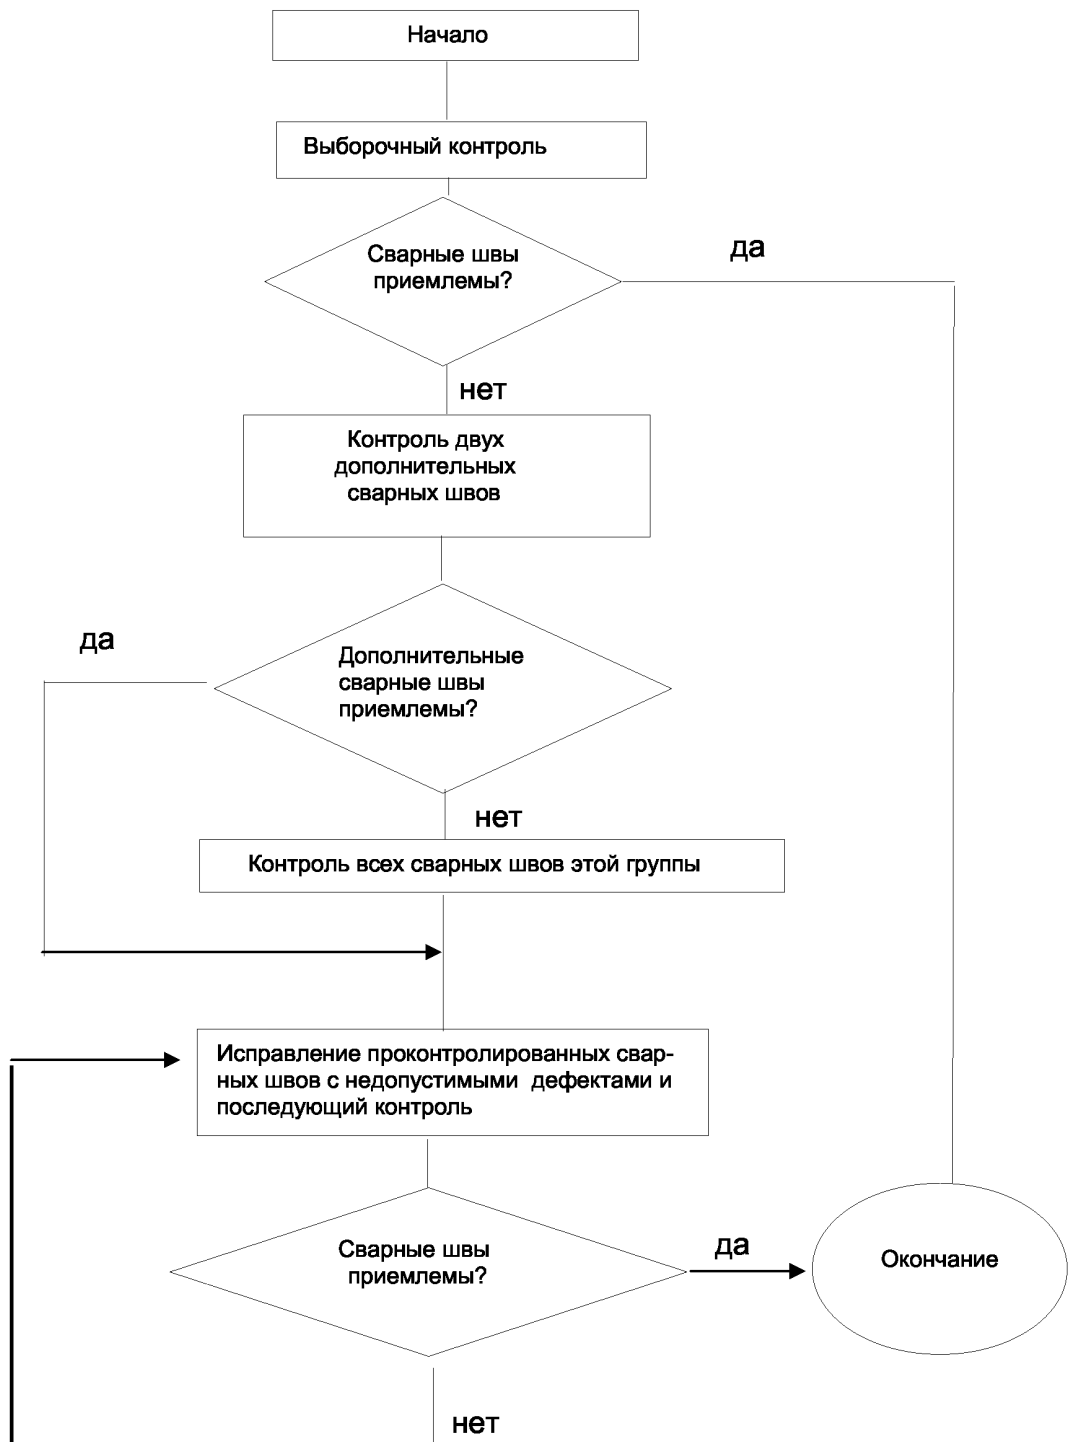 Начало
Выборочный контроль
Сварные швы
приемлемы?
да
нет
Контроль двух
дополнительных
сварных швов
да
Дополнительные
сварные швы
приемлемы?
нет
Контроль всех сварных швов этой группы
Исправление проконтролированных свар-
ных швов с недопустимыми дефектами и
последующий контроль
Сварные швы
приемлемы?
да
Окончание
нет